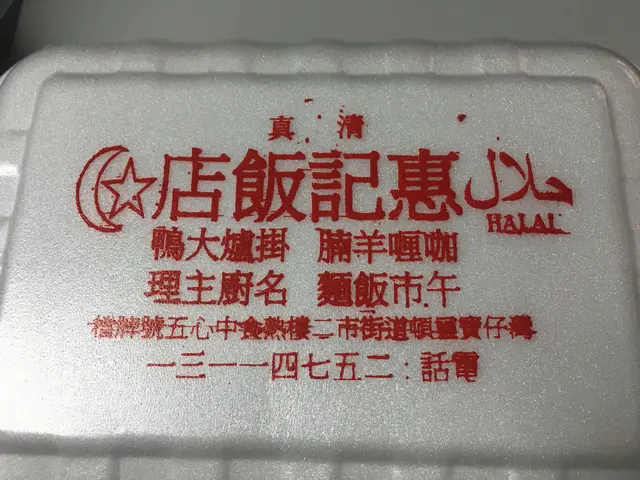 清真
حلال 惠記飯店
HALAL
咖喱羊腩 掛爐大鴨
午市飯麵 名廚主理
灣仔寶靈頓道街市二樓熟食中心五號牌檔
電話:二五七四一一三一